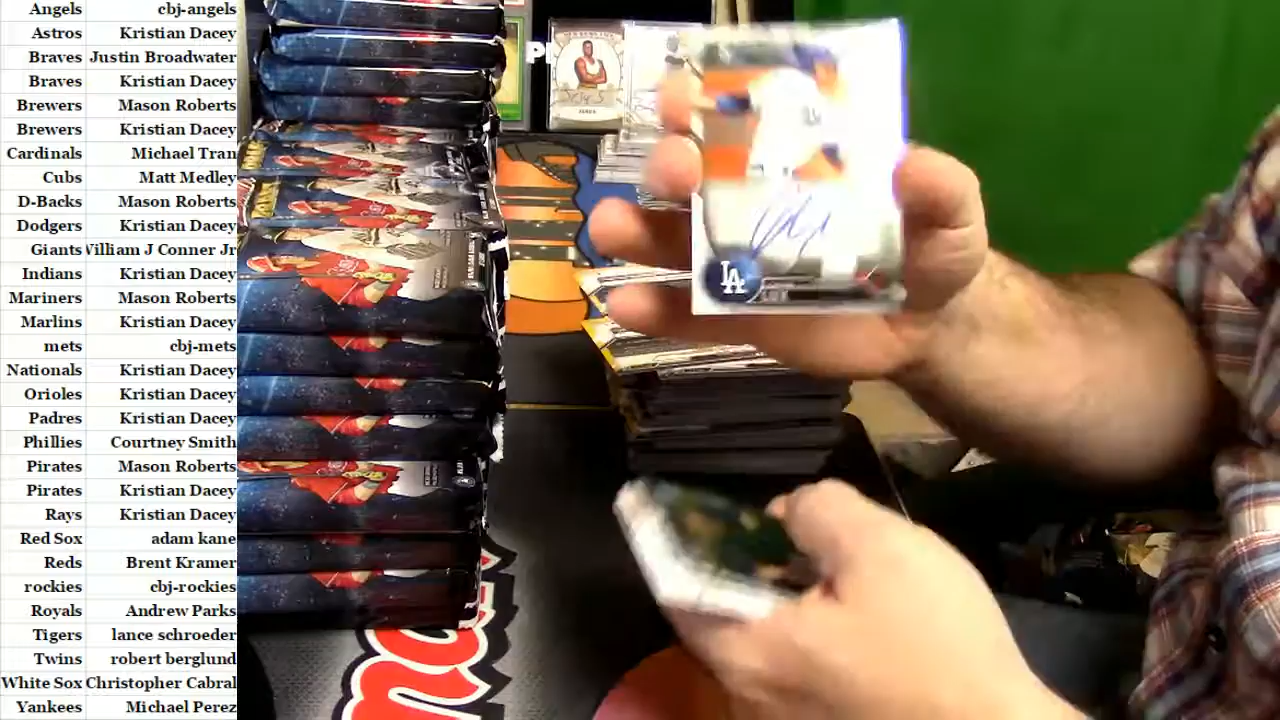 Angels cbj-angels
Astros Kristian Dacey
Braves Justin Broadwater
Braves Kristian Dacey
Brewers Mason Roberts
Brewers Kristian Dacey
Cardinals Michael Tran
Cubs Matt Medley
D-Backs Mason Roberts
Dodgers Kristian Dacey
Giants William J Conner Jr
Indians Kristian Dacey
Mariners Mason Roberts
Marlins Kristian Dacey
mets cbj-mets
Nationals Kristian Dacey
Orioles Kristian Dacey
Padres Kristian Dacey
Phillies Courtney Smith
Pirates Mason Roberts
Pirates Kristian Dacey
Rays Kristian Dacey
Red Sox adam kane
Reds Brent Kramer
rockies cbj-rockies
Royals Andrew Parks
Tigers lance schroeder
Twins robert berglund
White Sox Christopher Cabral
Yankees Michael Perez
LA